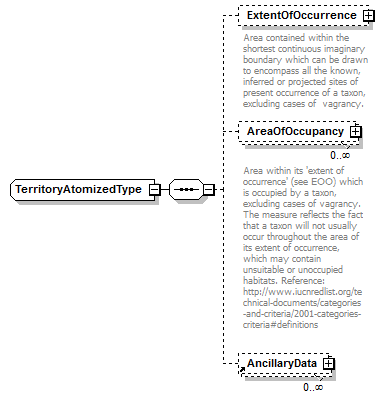 ExtentOfOccurrence
Area contained within the
shortest continuous imaginary
boundary which can be drawn
to encompass all the known,
inferred or projected sites of
present occurrence of a taxon,
excluding cases of  vagrancy.
AreaOfOccupancy
0..∞
Area within its 'extent of
occurrence' (see EOO) which
is occupied by a taxon,
excluding cases of vagrancy.
The measure reflects the fact
that a taxon will not usually
occur throughout the area of
its extent of occurrence,
which may contain
unsuitable or unoccupied
habitats. Reference:
http://www.iucnredlist.org/te
chnical-documents/categories
-and-criteria/2001-categories-
criteria#definitions
TerritoryAtomizedType
AncillaryData
0..∞